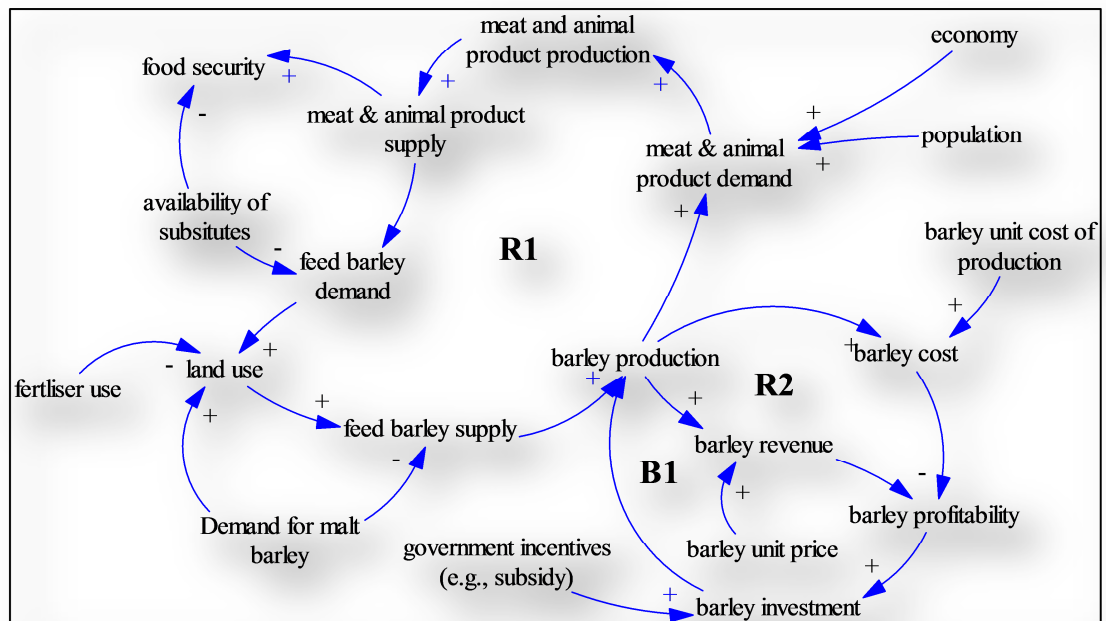 meat and animal
product production
economy
food security
+
+
+
meat & animal product
supply
+
-
population
meat & animal
product demand
+
+
availability of
subsitutes
barley unit cost of
production
-
R1
feed barley
demand
+
+
land use
-
fertliser use
barley production
+
barley cost
+
R2
+
+
+
feed barley supply
-
barley revenue
B1
-
+
Demand for malt
barley
barley profitability
government incentives
(e.g., subsidy)
barley unit price
+
+
barley investment